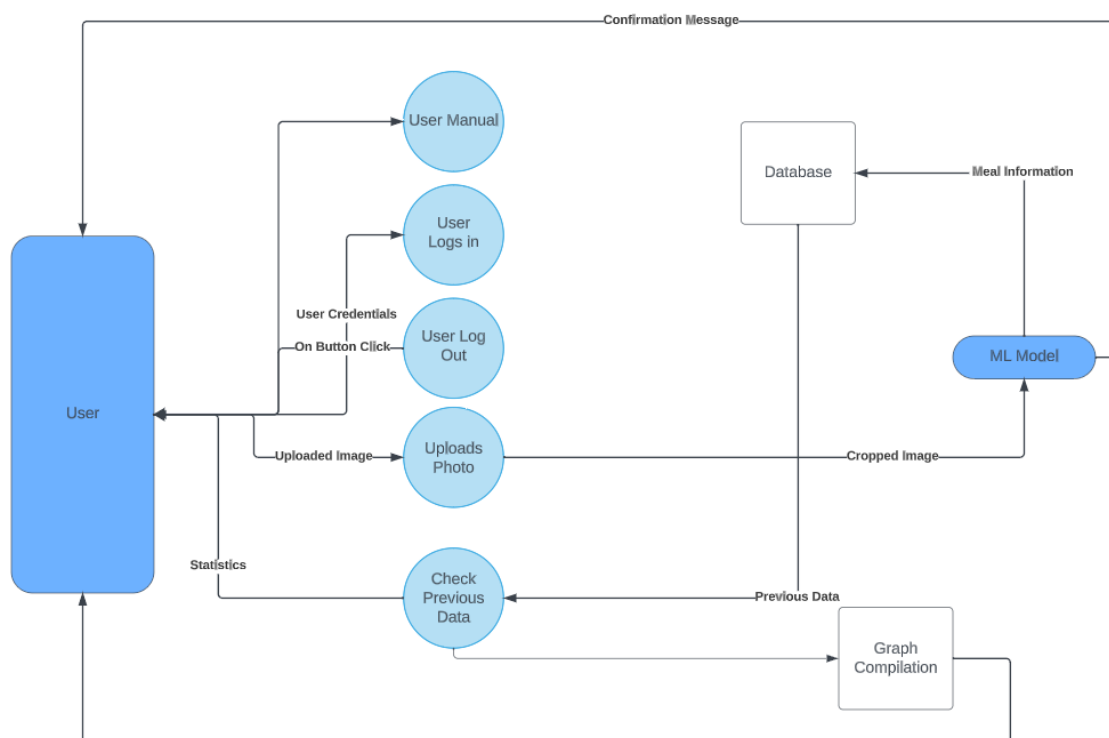 Confirmation Message
User Manual
Database
Meal Information
User
Logs in
User Credentials
On Button Click
User Log
Out
ML Model
User
Uploaded Image
Uploads
Photo
Cropped Image
Statistics
Check
Previous
Data
Previous Data
Graph
Compilation